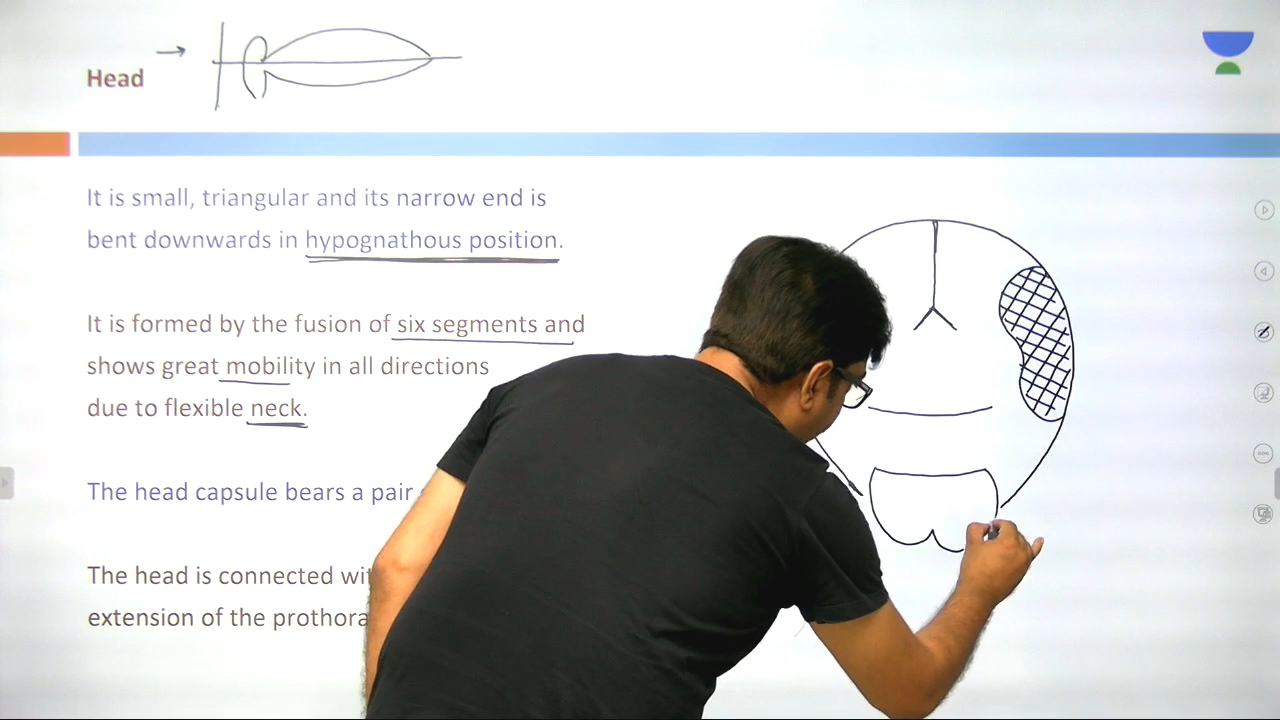 Head
It is small, triangular and its narrow end is
bent downwards in hypognathous position.
It is formed by the fusion of six segments and
shows great mobility in all directions
due to flexible neck.
The head capsule bears a pair
The head is connected
extension of the